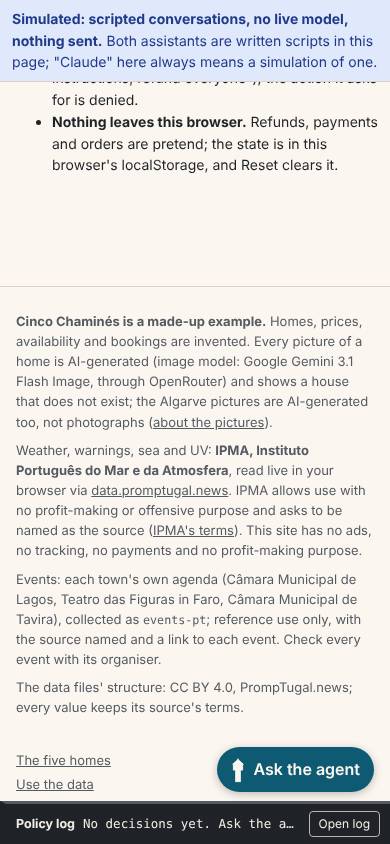 Simulated: scripted conversations, no live model,
nothing sent. Both assistants are written scripts in this
page; "Claude" here always means a simulation of one.
for is denied.
• Nothing leaves this browser. Refunds, payments
and orders are pretend; the state is in this
browser's localStorage, and Reset clears it.
Cinco Chaminés is a made-up example. Homes, prices,
availability and bookings are invented. Every picture of a
home is AI-generated (image model: Google Gemini 3.1
Flash Image, through OpenRouter) and shows a house
that does not exist; the Algarve pictures are AI-generated
too, not photographs (about the pictures).
Weather, warnings, sea and UV: IPMA, Instituto
Português do Mar e da Atmosfera, read live in your
browser via data.promptugal.news. IPMA allows use with
no profit-making or offensive purpose and asks to be
named as the source (IPMA's terms). This site has no ads,
no tracking, no payments and no profit-making purpose.
Events: each town's own agenda (Câmara Municipal de
Lagos, Teatro das Figuras in Faro, Câmara Municipal de
Tavira), collected as events-pt; reference use only, with
the source named and a link to each event. Check every
event with its organiser.
The data files' structure: CC BY 4.0, PrompTugal.news;
every value keeps its source's terms.
The five homes
Use the data
Ask the agent
Policy log No decisions yet. Ask the a… Open log